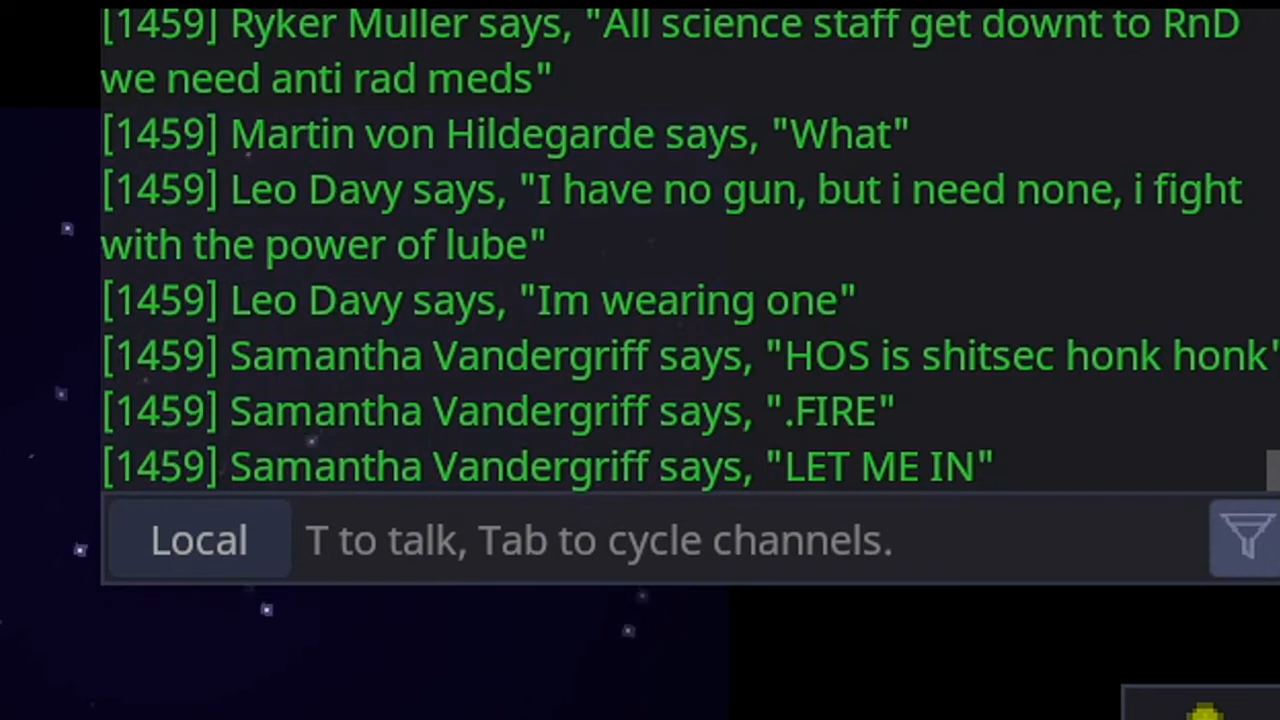 [1459] Ryker Muller says, "All science staff get downt to RnD
we need anti rad meds"
[1459] Martin von Hildegarde says, "What"
[1459] Leo Davy says, "I have no gun, but i need none, i fight
with the power of lube"
[1459] Leo Davy says, "Im wearing one"
[1459] Samantha Vandergriff says, "HOS is shitsec honk honk"
[1459] Samantha Vandergriff says, ".FIRE"
[1459] Samantha Vandergriff says, "LET ME IN"
Local T to talk, Tab to cycle channels.